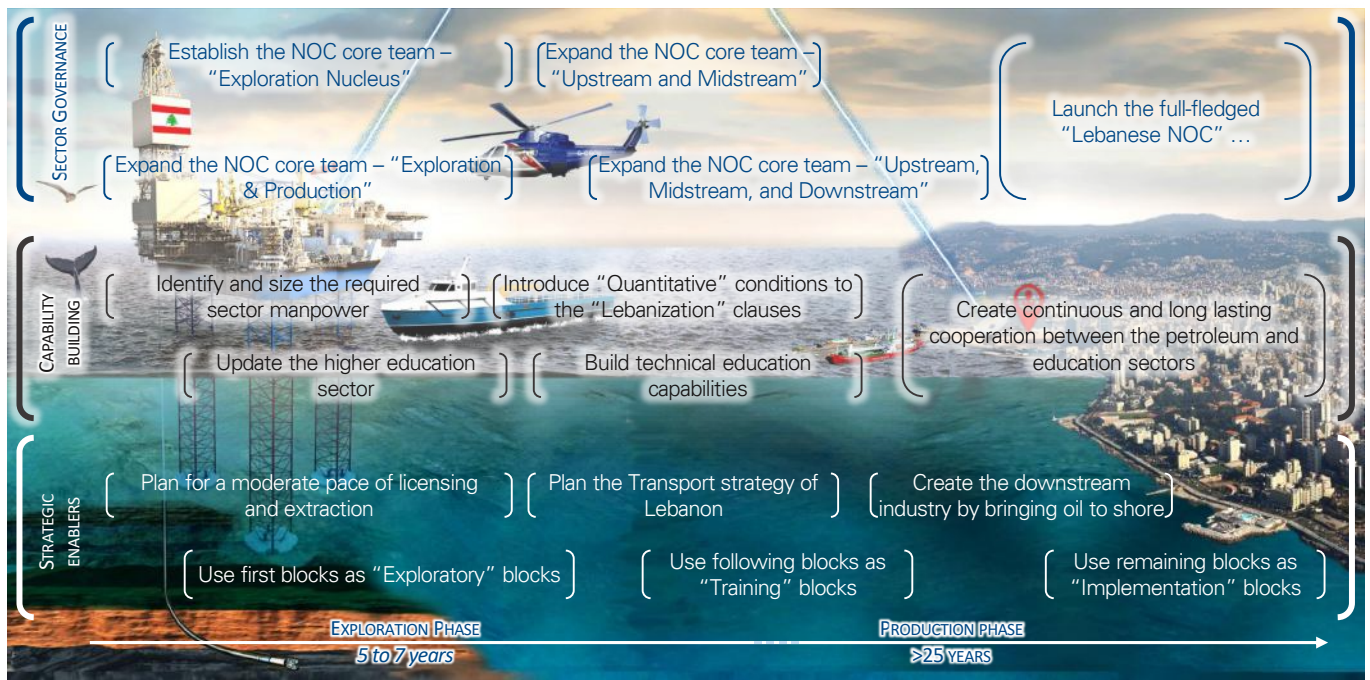 SECTOR GOVERNANCE
Establish the NOC core team –
“Exploration Nucleus”
Expand the NOC core team –
“Upstream and Midstream”
Launch the full-fledged
“Lebanese NOC” …
Expand the NOC core team – “Exploration
& Production”
Expand the NOC core team – “Upstream,
Midstream, and Downstream”
CAPABILITY
BUILDING
Identify and size the required
sector manpower
Introduce “Quantitative” conditions to
the “Lebanization” clauses
Create continuous and long lasting
cooperation between the petroleum and
education sectors
Update the higher education
sector
Build technical education
capabilities
STRATEGIC
ENABLERS
Plan for a moderate pace of licensing
and extraction
Plan the Transport strategy of
Lebanon
Create the downstream
industry by bringing oil to shore
Use first blocks as “Exploratory” blocks
Use following blocks as
“Training” blocks
Use remaining blocks as
“Implementation” blocks
EXPLORATION PHASE
5 to 7 years
PRODUCTION PHASE
>25 YEARS